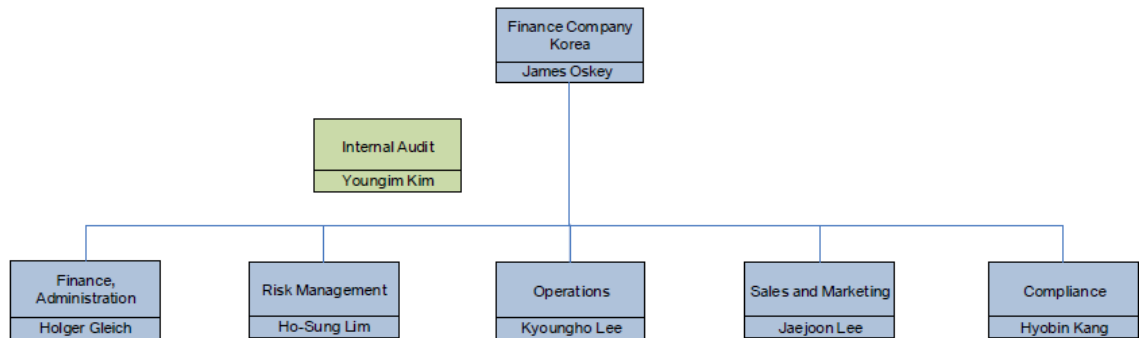 Finance Company
Korea
James Oskey
Internal Audit
Youngim Kim
Finance,
Administration
Holger Gleich
Risk Management
Ho-Sung Lim
Operations
Kyoungho Lee
Sales and Marketing
Jaejoon Lee
Compliance
Hyobin Kang